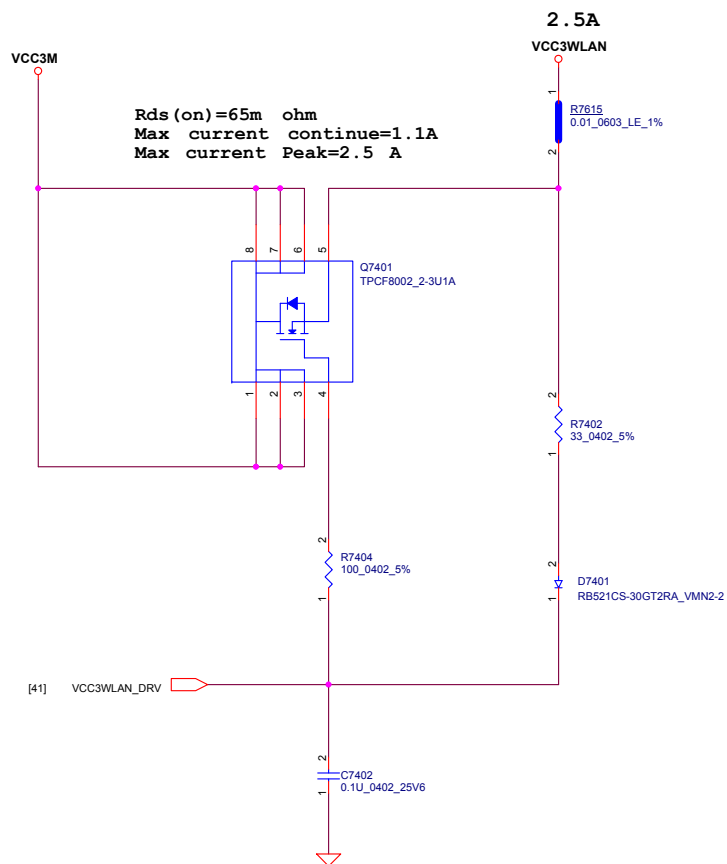 2.5A
VCC3WLAN
VCC3M
1
R7615
0.01_0603_LE_1%
2
Rds(on)=65m ohm
Max current continue=1.1A
Max current Peak=2.5 A
8 7 6 5
Q7401
TPCF8002_2-3U1A
1 2 3 4
2
R7402
33_0402_5%
1
2
R7404
100_0402_5%
1
2
D7401
RB521CS-30GT2RA_VMN2-2
1
[41] VCC3WLAN_DRV
2
C7402
0.1U_0402_25V6
1